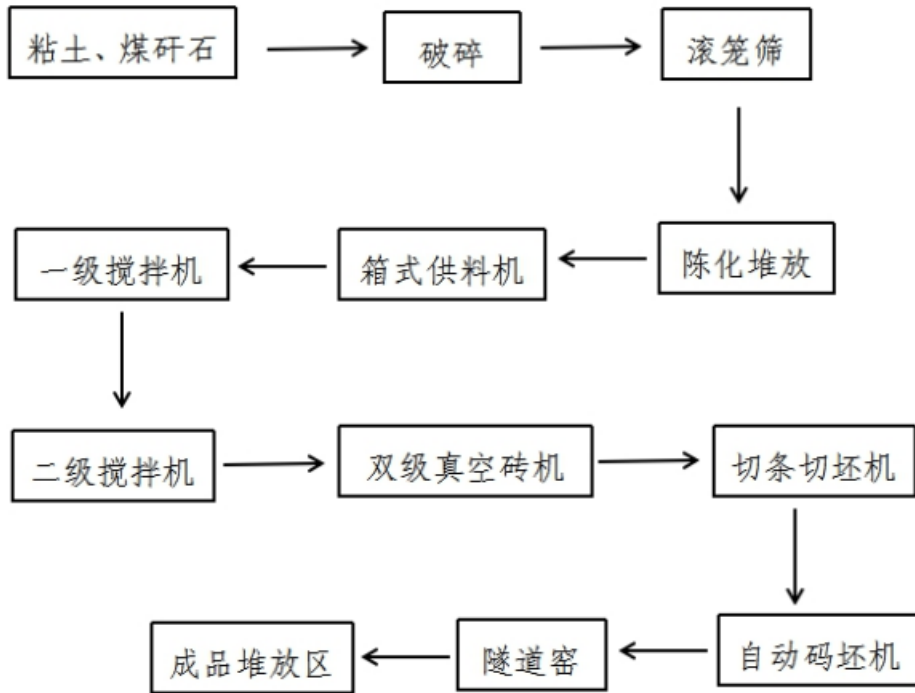 粘土、煤矸石
破碎
滚笼筛
陈化堆放
箱式供料机
一级搅拌机
二级搅拌机
双级真空砖机
切条切坯机
自动码坯机
隧道窑
成品堆放区